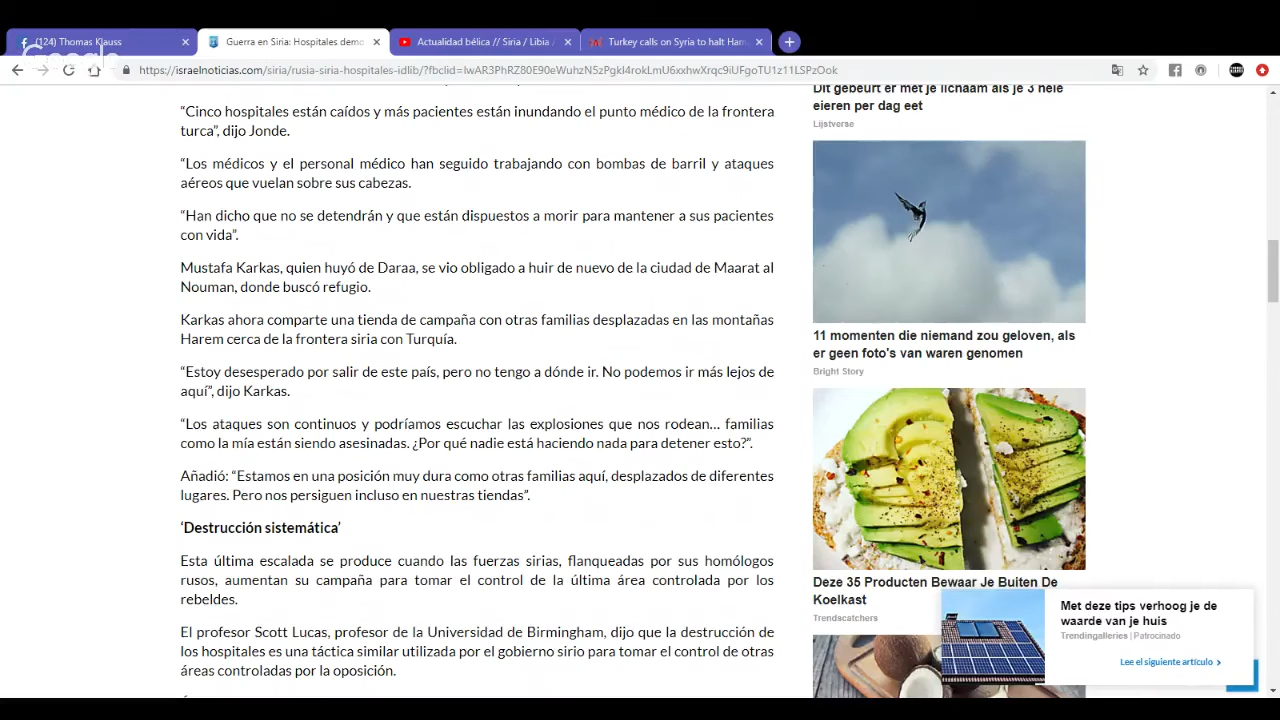 (124) Thomas Klauss
Guerra en Siria: Hospitales demo
Actualidad bélica // Siria / Libia /
Turkey calls on Syria to halt Ham
Google
https://israelnoticias.com/siria/rusia-siria-hospitales-idlib/?fbclid=IwAR3PhRZ80E90eWuhzN5zPgkI4rokLmU6xxhwXrqc9iUFgoTU1z11LSPzOok
“Cinco hospitales están caídos y más pacientes están inundando el punto médico de la frontera
turca”, dijo Jonde.
“Los médicos y el personal médico han seguido trabajando con bombas de barril y ataques
aéreos que vuelan sobre sus cabezas.
“Han dicho que no se detendrán y que están dispuestos a morir para mantener a sus pacientes
con vida”.
Mustafa Karkas, quien huyó de Daraa, se vio obligado a huir de nuevo de la ciudad de Maarat al
Nouman, donde buscó refugio.
Karkas ahora comparte una tienda de campaña con otras familias desplazadas en las montañas
Harem cerca de la frontera siria con Turquía.
“Estoy desesperado por salir de este país, pero no tengo a dónde ir. No podemos ir más lejos de
aquí”, dijo Karkas.
“Los ataques son continuos y podríamos escuchar las explosiones que nos rodean… familias
como la mía están siendo asesinadas. ¿Por qué nadie está haciendo nada para detener esto?”.
Añadió: “Estamos en una posición muy dura como otras familias aquí, desplazados de diferentes
lugares. Pero nos persiguen incluso en nuestras tiendas”.
‘Destrucción sistemática’
Esta última escalada se produce cuando las fuerzas sirias, flanqueadas por sus homólogos
rusos, aumentan su campaña para tomar el control de la última área controlada por los
rebeldes.
El profesor Scott Lucas, profesor de la Universidad de Birmingham, dijo que la destrucción de
los hospitales es una táctica similar utilizada por el gobierno sirio para tomar el control de otras
áreas controladas por la oposición.
Dit gebeurt er met je lichaam als je 3 hele
eieren per dag eet
Lijstverse
11 momenten die niemand zou geloven, als
er geen foto's van waren genomen
Bright Story
Deze 35 Producten Bewaar Je Buiten De
Koelkast
Trendscatchers
Met deze tips verhoog je de
waarde van je huis
Trendingalleries | Patrocinado
Lee el siguiente artículo